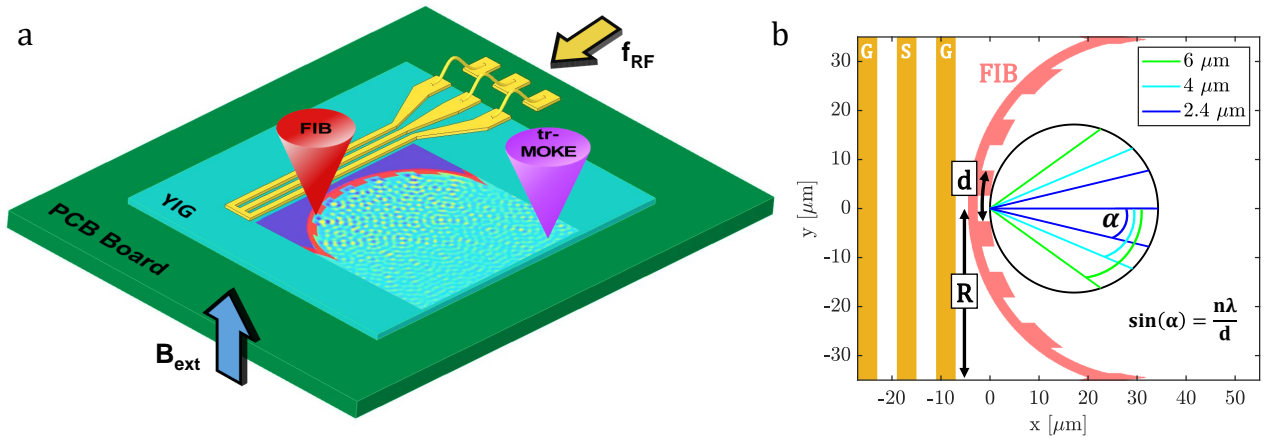 a
f_RF
FIB
tr-
MOKE
YIG
PCB Board
B_ext
b
G S G
FIB
6 μm
4 μm
2.4 μm
d
α
R
sin(α) = nλ/d
y [μm]
30
20
10
0
-10
-20
-30
-20 -10 0 10 20 30 40 50
x [μm]